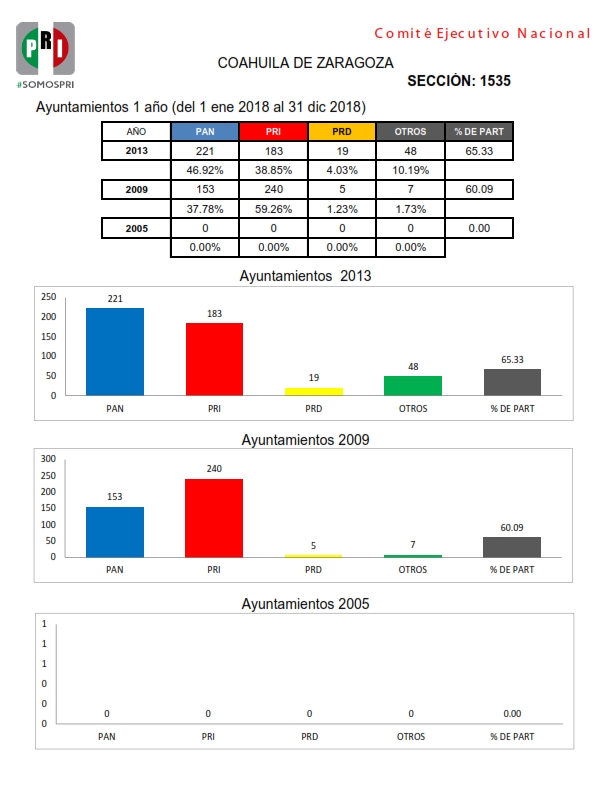 PRI
#SOMOSPRI
Comité Ejecutivo Nacional
COAHUILA DE ZARAGOZA
SECCIÓN: 1535
Ayuntamientos 1 año (del 1 ene 2018 al 31 dic 2018)
AÑO PAN PRI PRD OTROS % DE PART
2013 221 183 19 48 65.33
46.92% 38.85% 4.03% 10.19%
2009 153 240 5 7 60.09
37.78% 59.26% 1.23% 1.73%
2005 0 0 0 0 0.00
0.00% 0.00% 0.00% 0.00%
Ayuntamientos 2013
250
200
150
100
50
0
221 183 19 48 65.33
PAN PRI PRD OTROS % DE PART
Ayuntamientos 2009
300
250
200
150
100
50
0
153 240 5 7 60.09
PAN PRI PRD OTROS % DE PART
Ayuntamientos 2005
1
1
1
0
0
0
0 0 0 0 0.00
PAN PRI PRD OTROS % DE PART